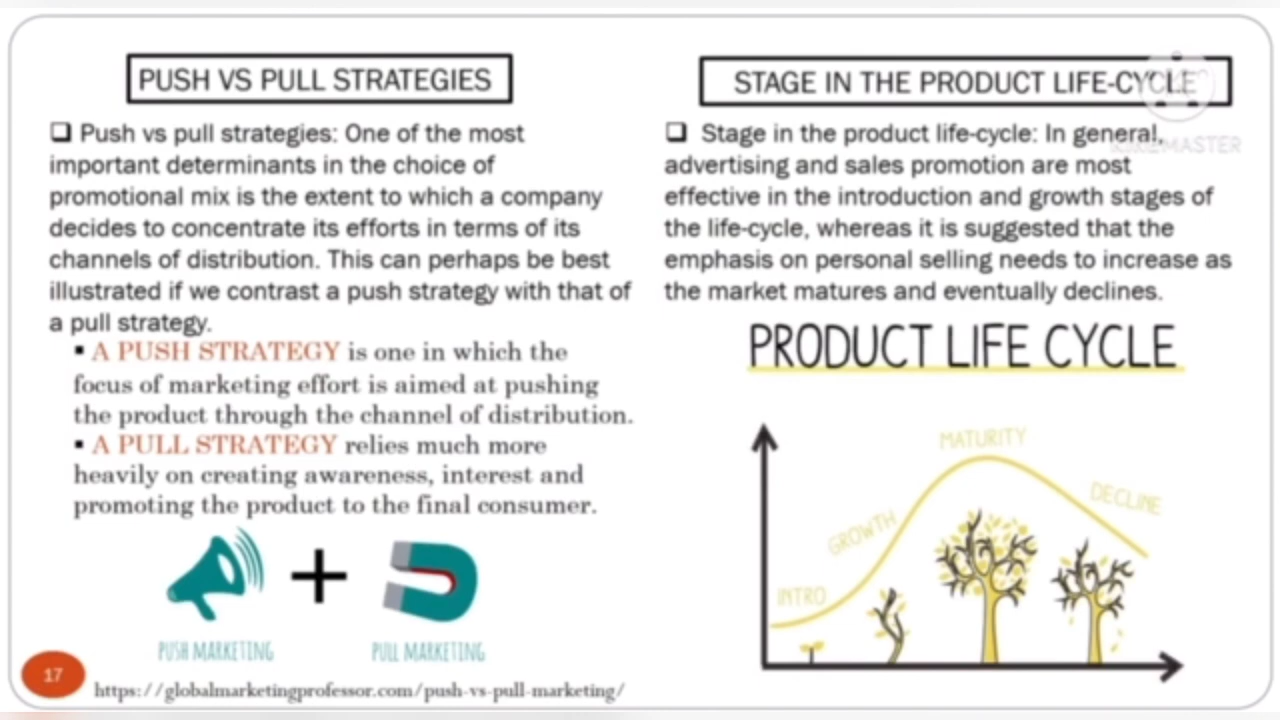 PUSH VS PULL STRATEGIES
Push vs pull strategies: One of the most
important determinants in the choice of
promotional mix is the extent to which a company
decides to concentrate its efforts in terms of its
channels of distribution. This can perhaps be best
illustrated if we contrast a push strategy with that of
a pull strategy.
A PUSH STRATEGY is one in which the
focus of marketing effort is aimed at pushing
the product through the channel of distribution.
A PULL STRATEGY relies much more
heavily on creating awareness, interest and
promoting the product to the final consumer.
PUSH MARKETING
PULL MARKETING
17
https://globalmarketingprofessor.com/push-vs-pull-marketing/
STAGE IN THE PRODUCT LIFE-CYCLE
Stage in the product life-cycle: In general,
advertising and sales promotion are most
effective in the introduction and growth stages of
the life-cycle, whereas it is suggested that the
emphasis on personal selling needs to increase as
the market matures and eventually declines.
PRODUCT LIFE CYCLE
MATURITY
DECLINE
GROWTH
INTRO
KINEMASTER